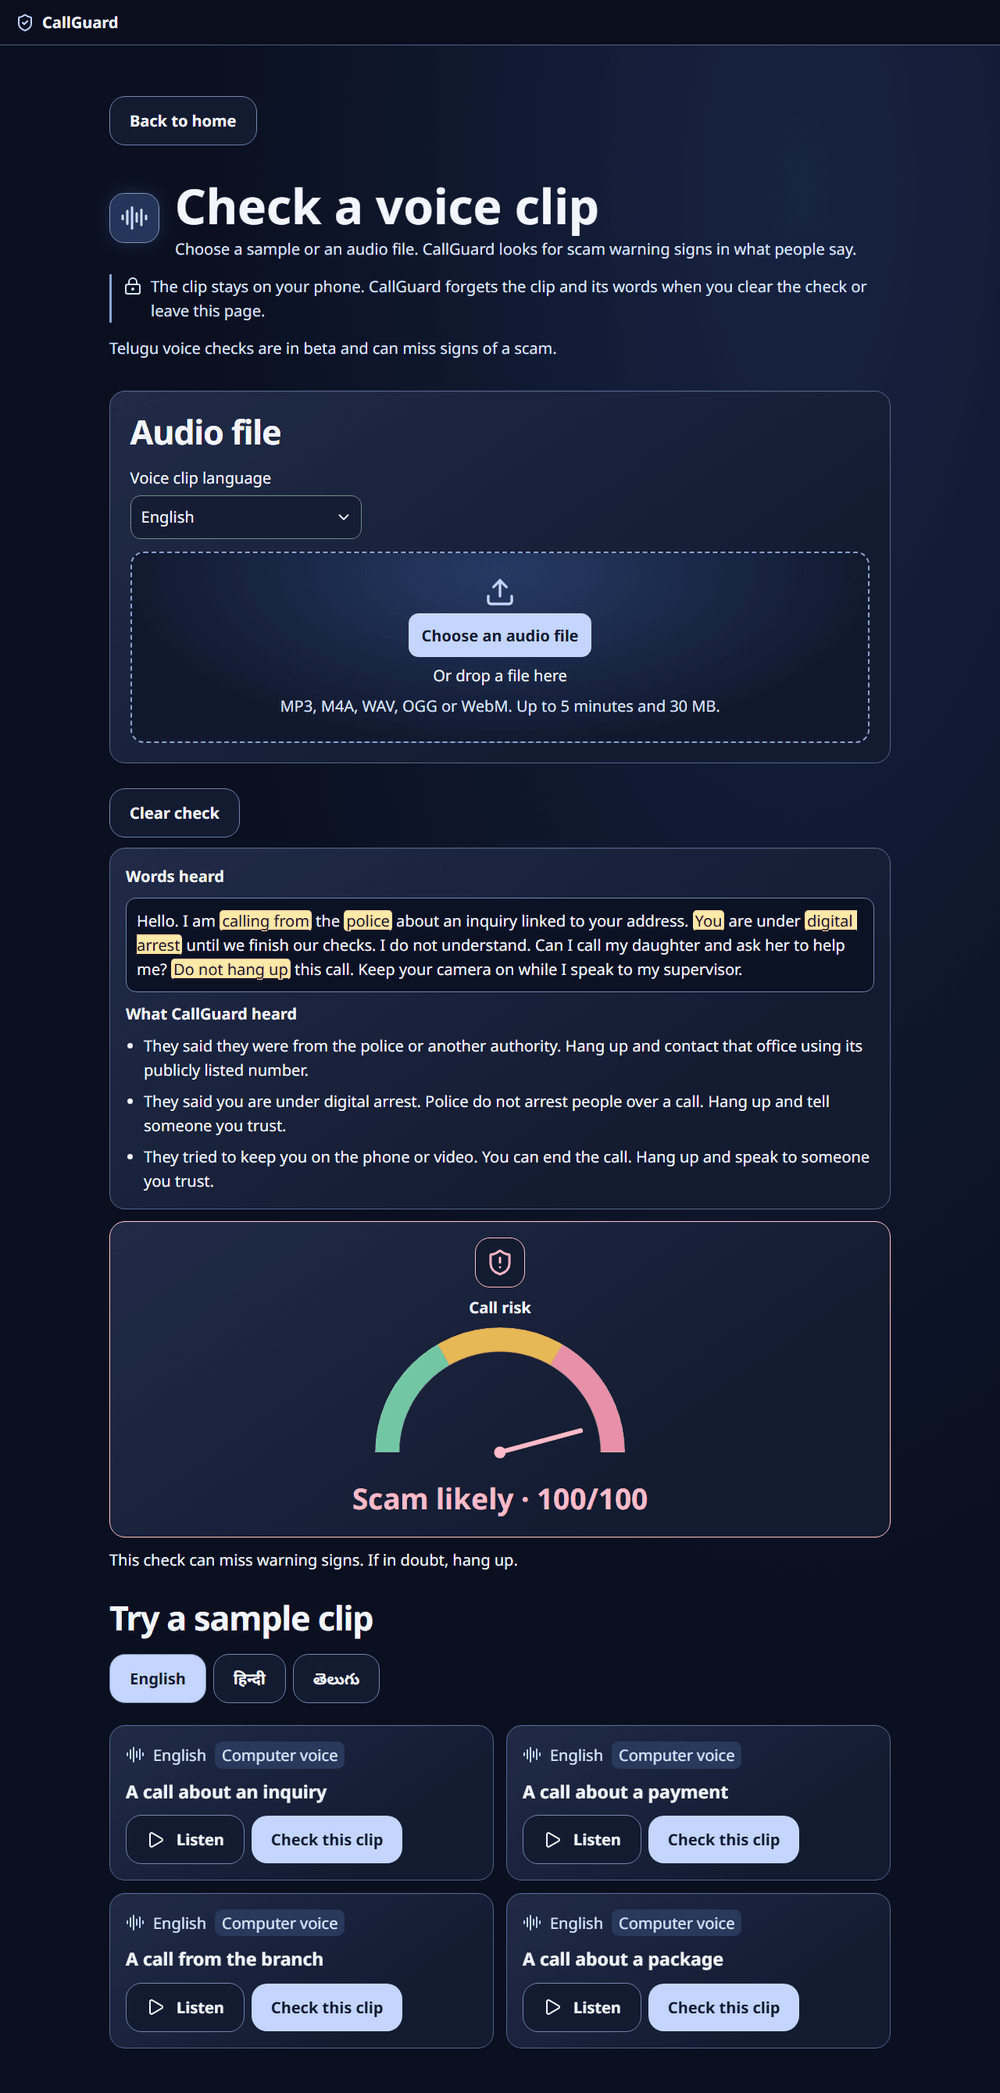 CallGuard
Back to home
Check a voice clip
Choose a sample or an audio file. CallGuard looks for scam warning signs in what people say.
The clip stays on your phone. CallGuard forgets the clip and its words when you clear the check or
leave this page.
Telugu voice checks are in beta and can miss signs of a scam.
Audio file
Voice clip language
English
Choose an audio file
Or drop a file here
MP3, M4A, WAV, OGG or WebM. Up to 5 minutes and 30 MB.
Clear check
Words heard
Hello. I am calling from the police about an inquiry linked to your address. You are under digital
arrest until we finish our checks. I do not understand. Can I call my daughter and ask her to help
me? Do not hang up this call. Keep your camera on while I speak to my supervisor.
What CallGuard heard
• They said they were from the police or another authority. Hang up and contact that office using its
publicly listed number.
• They said you are under digital arrest. Police do not arrest people over a call. Hang up and tell
someone you trust.
• They tried to keep you on the phone or video. You can end the call. Hang up and speak to someone
you trust.
Call risk
Scam likely · 100/100
This check can miss warning signs. If in doubt, hang up.
Try a sample clip
English हिन्दी తెలుగు
English Computer voice
A call about an inquiry
Listen Check this clip
English Computer voice
A call about a payment
Listen Check this clip
English Computer voice
A call from the branch
Listen Check this clip
English Computer voice
A call about a package
Listen Check this clip